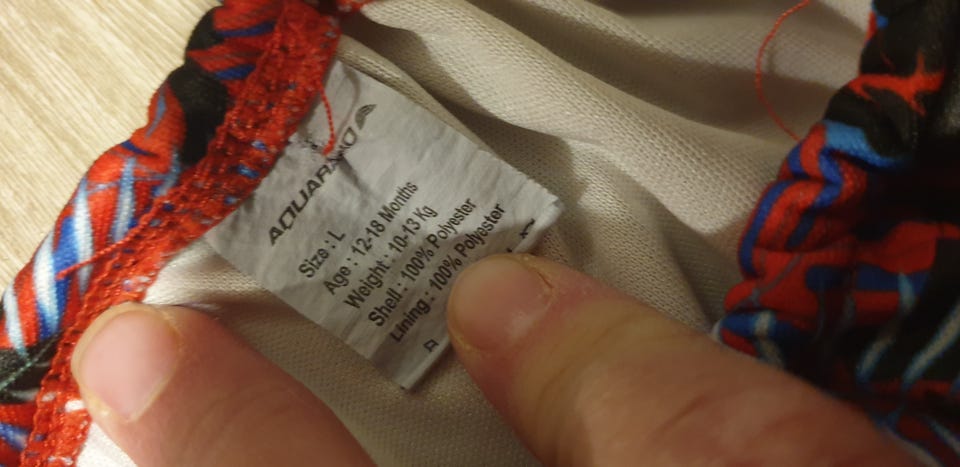 AQUARAPID
Size : L
Age : 12-18 Months
Weight : 10-13 Kg
Shell : 100% Polyester
Lining : 100% Polyester